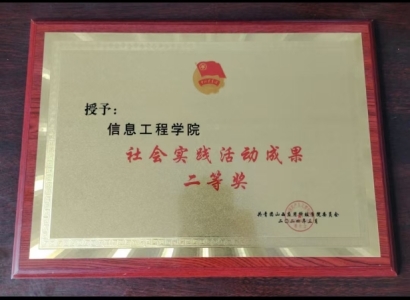 授予：
信息工程学院
社会实践活动成果
二等奖